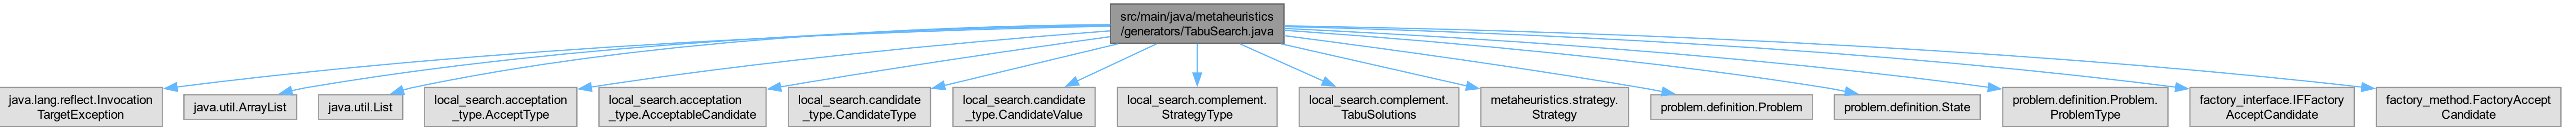 src/main/java/metaheuristics
/generators/TabuSearch.java
java.lang.reflect.Invocation
TargetException
java.util.ArrayList
java.util.List
local_search.acceptation
_type.AcceptType
local_search.acceptation
_type.AcceptableCandidate
local_search.candidate
_type.CandidateType
local_search.candidate
_type.CandidateValue
local_search.complement.
StrategyType
local_search.complement.
TabuSolutions
metaheuristics.strategy.
Strategy
problem.definition.Problem
problem.definition.State
problem.definition.Problem.
ProblemType
factory_interface.IFFactory
AcceptCandidate
factory_method.FactoryAccept
Candidate